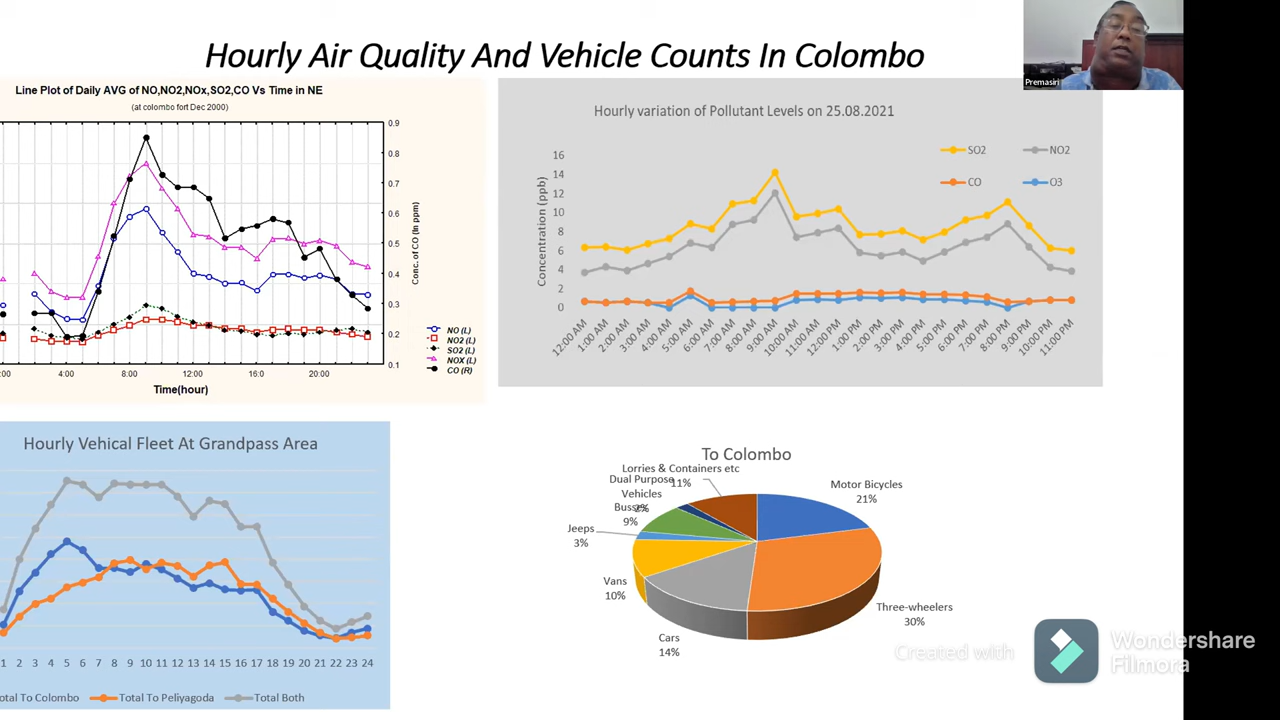 Hourly Air Quality And Vehicle Counts In Colombo
Premasiri
Line Plot of Daily AVG of NO,NO2,NOx,SO2,CO Vs Time in NE
(at colombo fort Dec 2000)
0.9
0.8
0.7
0.6
0.5
0.4
0.3
0.2
0.1
Conc. of CO (In ppm)
:00 4:00 8:00 12:00 16:0 20:00
Time(hour)
NO (L)
NO2 (L)
SO2 (L)
NOX (L)
CO (R)
Hourly variation of Pollutant Levels on 25.08.2021
SO2 NO2
CO O3
Concentration (ppb)
16
14
12
10
8
6
4
2
0
12:00 AM
1:00 AM
2:00 AM
3:00 AM
4:00 AM
5:00 AM
6:00 AM
7:00 AM
8:00 AM
9:00 AM
10:00 AM
11:00 AM
12:00 PM
1:00 PM
2:00 PM
3:00 PM
4:00 PM
5:00 PM
6:00 PM
7:00 PM
8:00 PM
9:00 PM
10:00 PM
11:00 PM
Hourly Vehical Fleet At Grandpass Area
1 2 3 4 5 6 7 8 9 10 11 12 13 14 15 16 17 18 19 20 21 22 23 24
otal To Colombo Total To Peliyagoda Total Both
To Colombo
Lorries & Containers etc
11%
Dual Purpose
Vehicles
2%
Busses
9%
Jeeps
3%
Vans
10%
Cars
14%
Motor Bicycles
21%
Three-wheelers
30%
Created with
Wondershare
Filmora